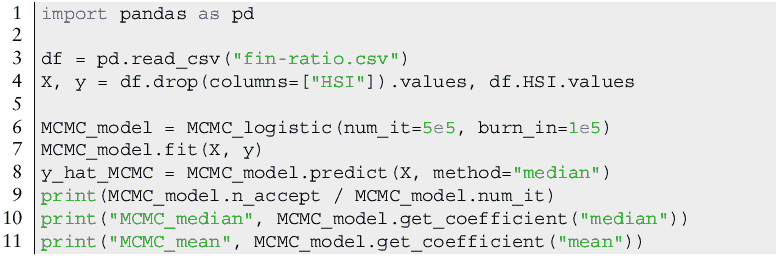 1 import pandas as pd
2
3 df = pd.read_csv("fin-ratio.csv")
4 X, y = df.drop(columns=["HSI"]).values, df.HSI.values
5
6 MCMC_model = MCMC_logistic(num_it=5e5, burn_in=1e5)
7 MCMC_model.fit(X, y)
8 y_hat_MCMC = MCMC_model.predict(X, method="median")
9 print(MCMC_model.n_accept / MCMC_model.num_it)
10 print("MCMC_median", MCMC_model.get_coefficient("median"))
11 print("MCMC_mean", MCMC_model.get_coefficient("mean"))